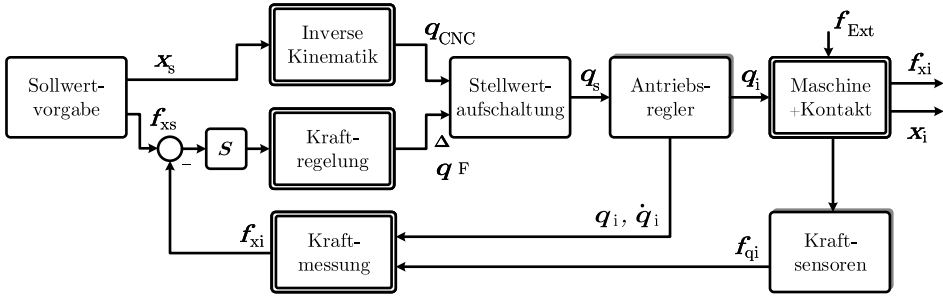 Sollwert-
vorgabe
x_s
f_xs
−
S
Inverse
Kinematik
q_CNC
Kraft-
regelung
Δ
q F
Stellwert-
aufschaltung
q_s
Antriebs-
regler
q_i
f_Ext
Maschine
+Kontakt
f_xi
x_i
q_i, q̇_i
f_xi
Kraft-
messung
f_qi
Kraft-
sensoren